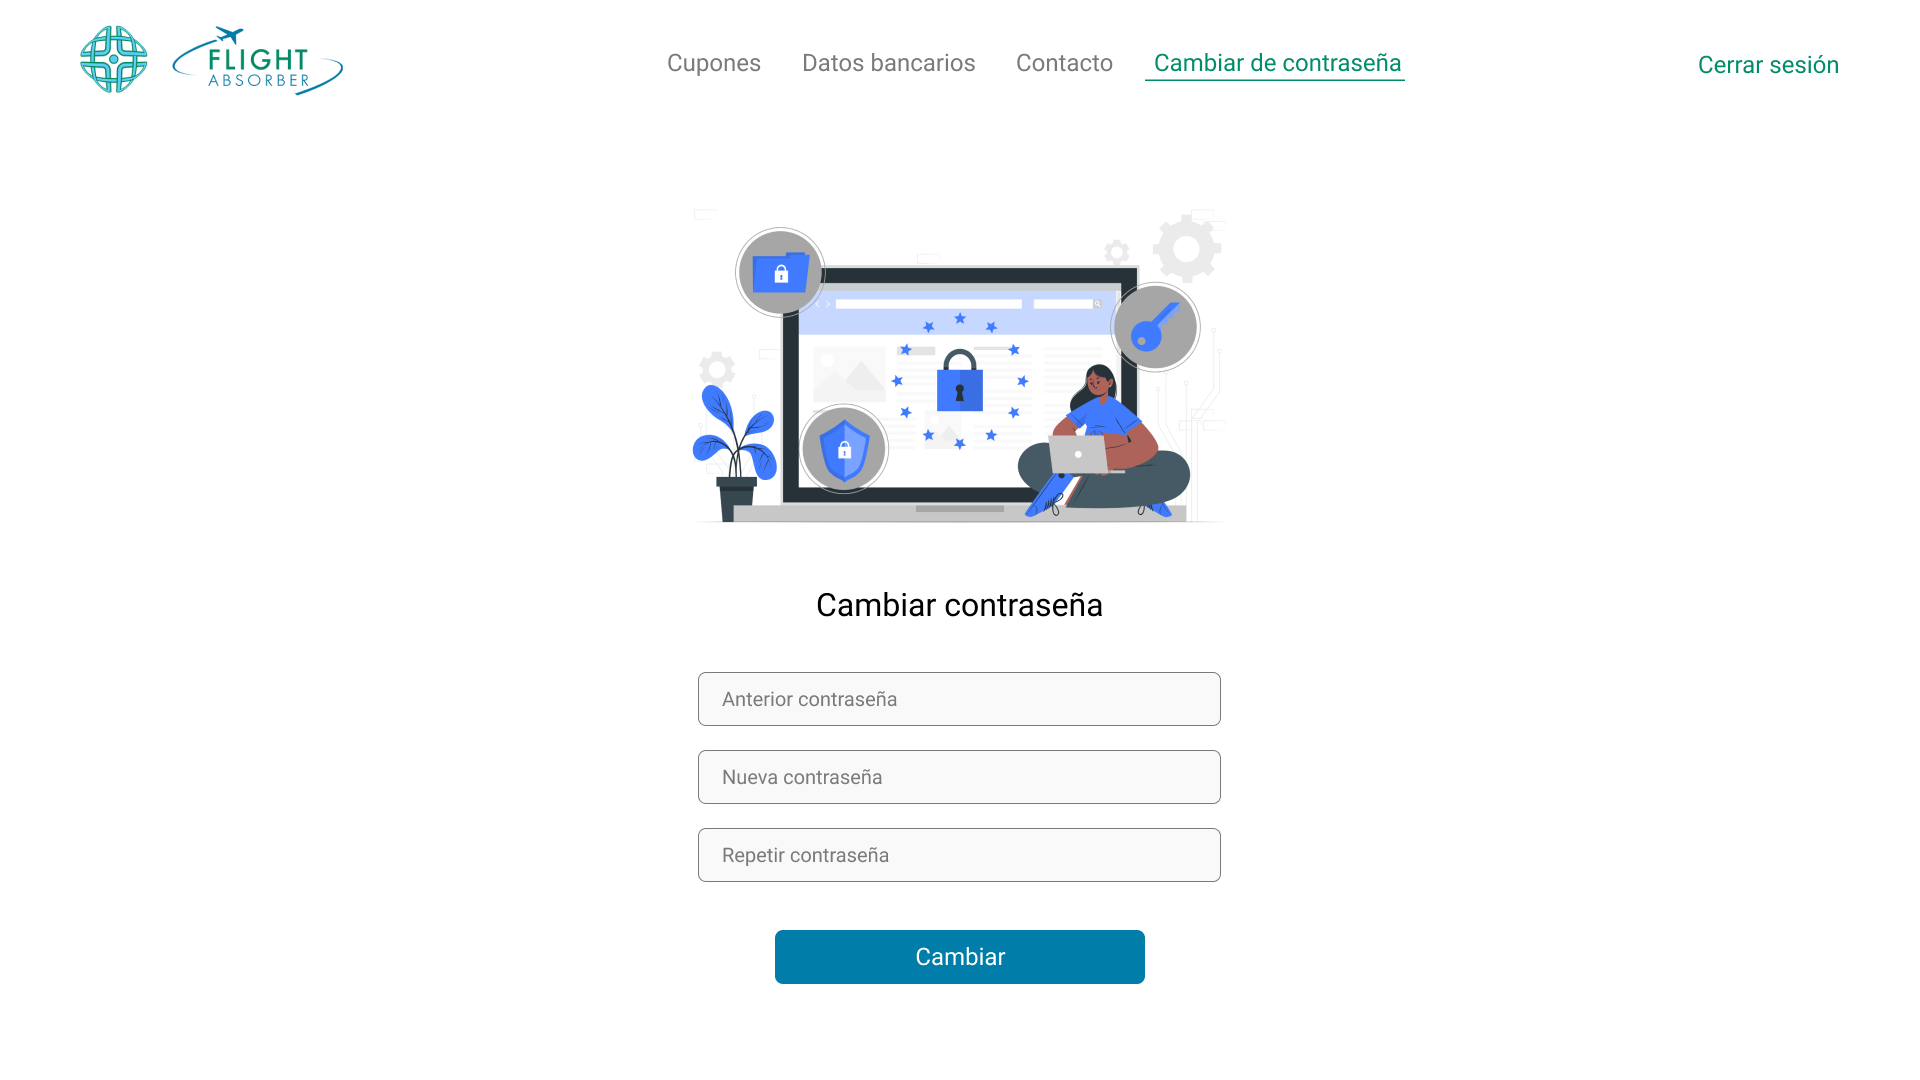 FLIGHT
ABSORBER
Cupones
Datos bancarios
Contacto
Cambiar de contraseña
Cerrar sesión
Cambiar contraseña
Anterior contraseña
Nueva contraseña
Repetir contraseña
Cambiar